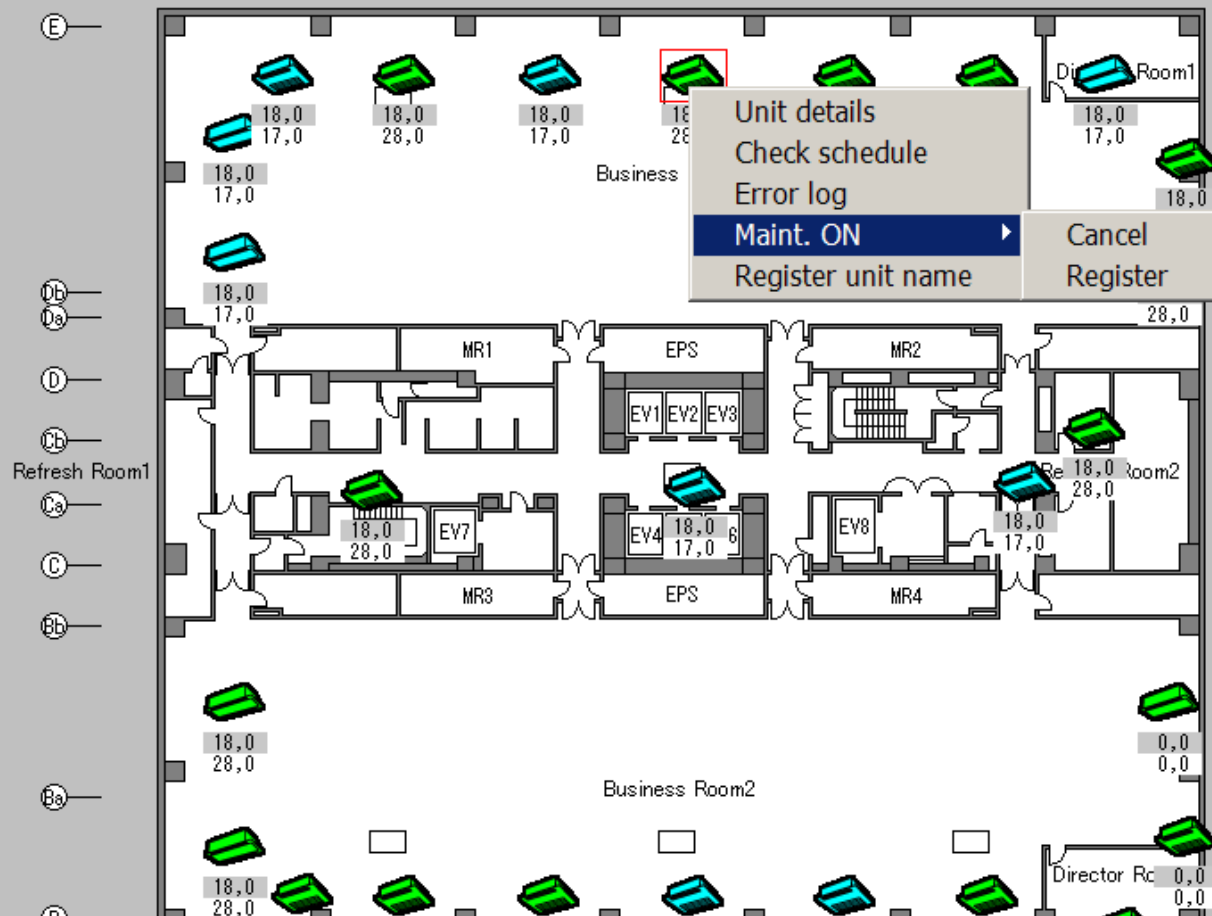 E
18,0
17,0
18,0
28,0
18,0
17,0
Room1
18,0
17,0
18,0
17,0
Business
Unit details
Check schedule
Error log
Maint. ON
Register unit name
Cancel
Register
18,0
18,0
17,0
28,0
Db
Da
MR1
EPS
MR2
D
EV1
EV2
EV3
Cb
Refresh Room1
18,0
28,0
Room2
Ca
18,0
28,0
EV7
EV4
18,0
17,0
6
EV8
18,0
17,0
C
MR3
EPS
MR4
Bb
18,0
28,0
0,0
0,0
Business Room2
Ba
18,0
28,0
Director
0,0
0,0